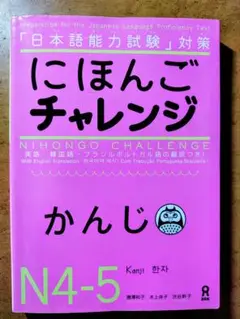 Preparation for the Japanese Language Proficiency Test
「日本語能力試験」対策
にほんご
チャレンジ
NIHONGO CHALLENGE
英語・韓国語・ブラジルポルトガル語の翻訳つき!
かんじ
Kanji 한자
N4-5
ASK